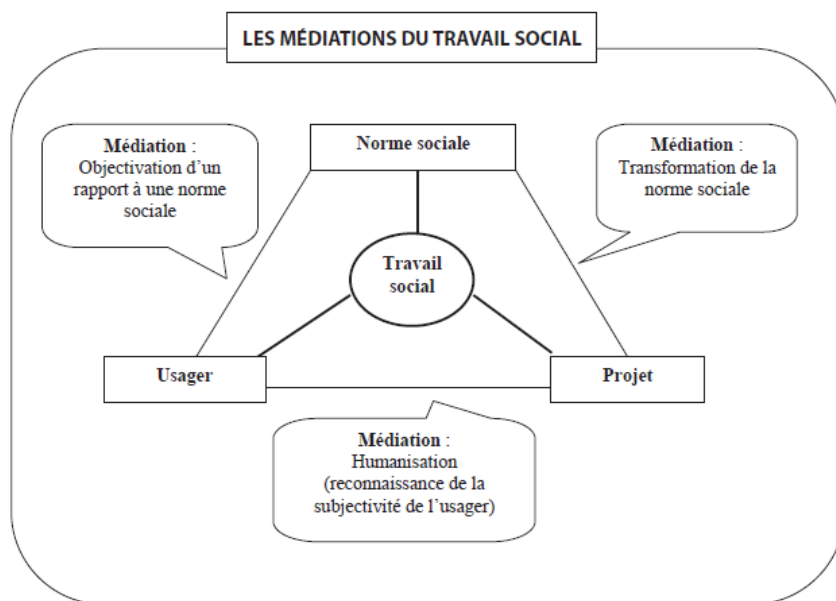 LES MÉDIATIONS DU TRAVAIL SOCIAL
Médiation :
Objectivation d’un
rapport à une norme
sociale
Norme sociale
Médiation:
Transformation de la
norme sociale
Travail
social
Usager
Projet
Médiation :
Humanisation
(reconnaissance de la
subjectivité de l’usager)